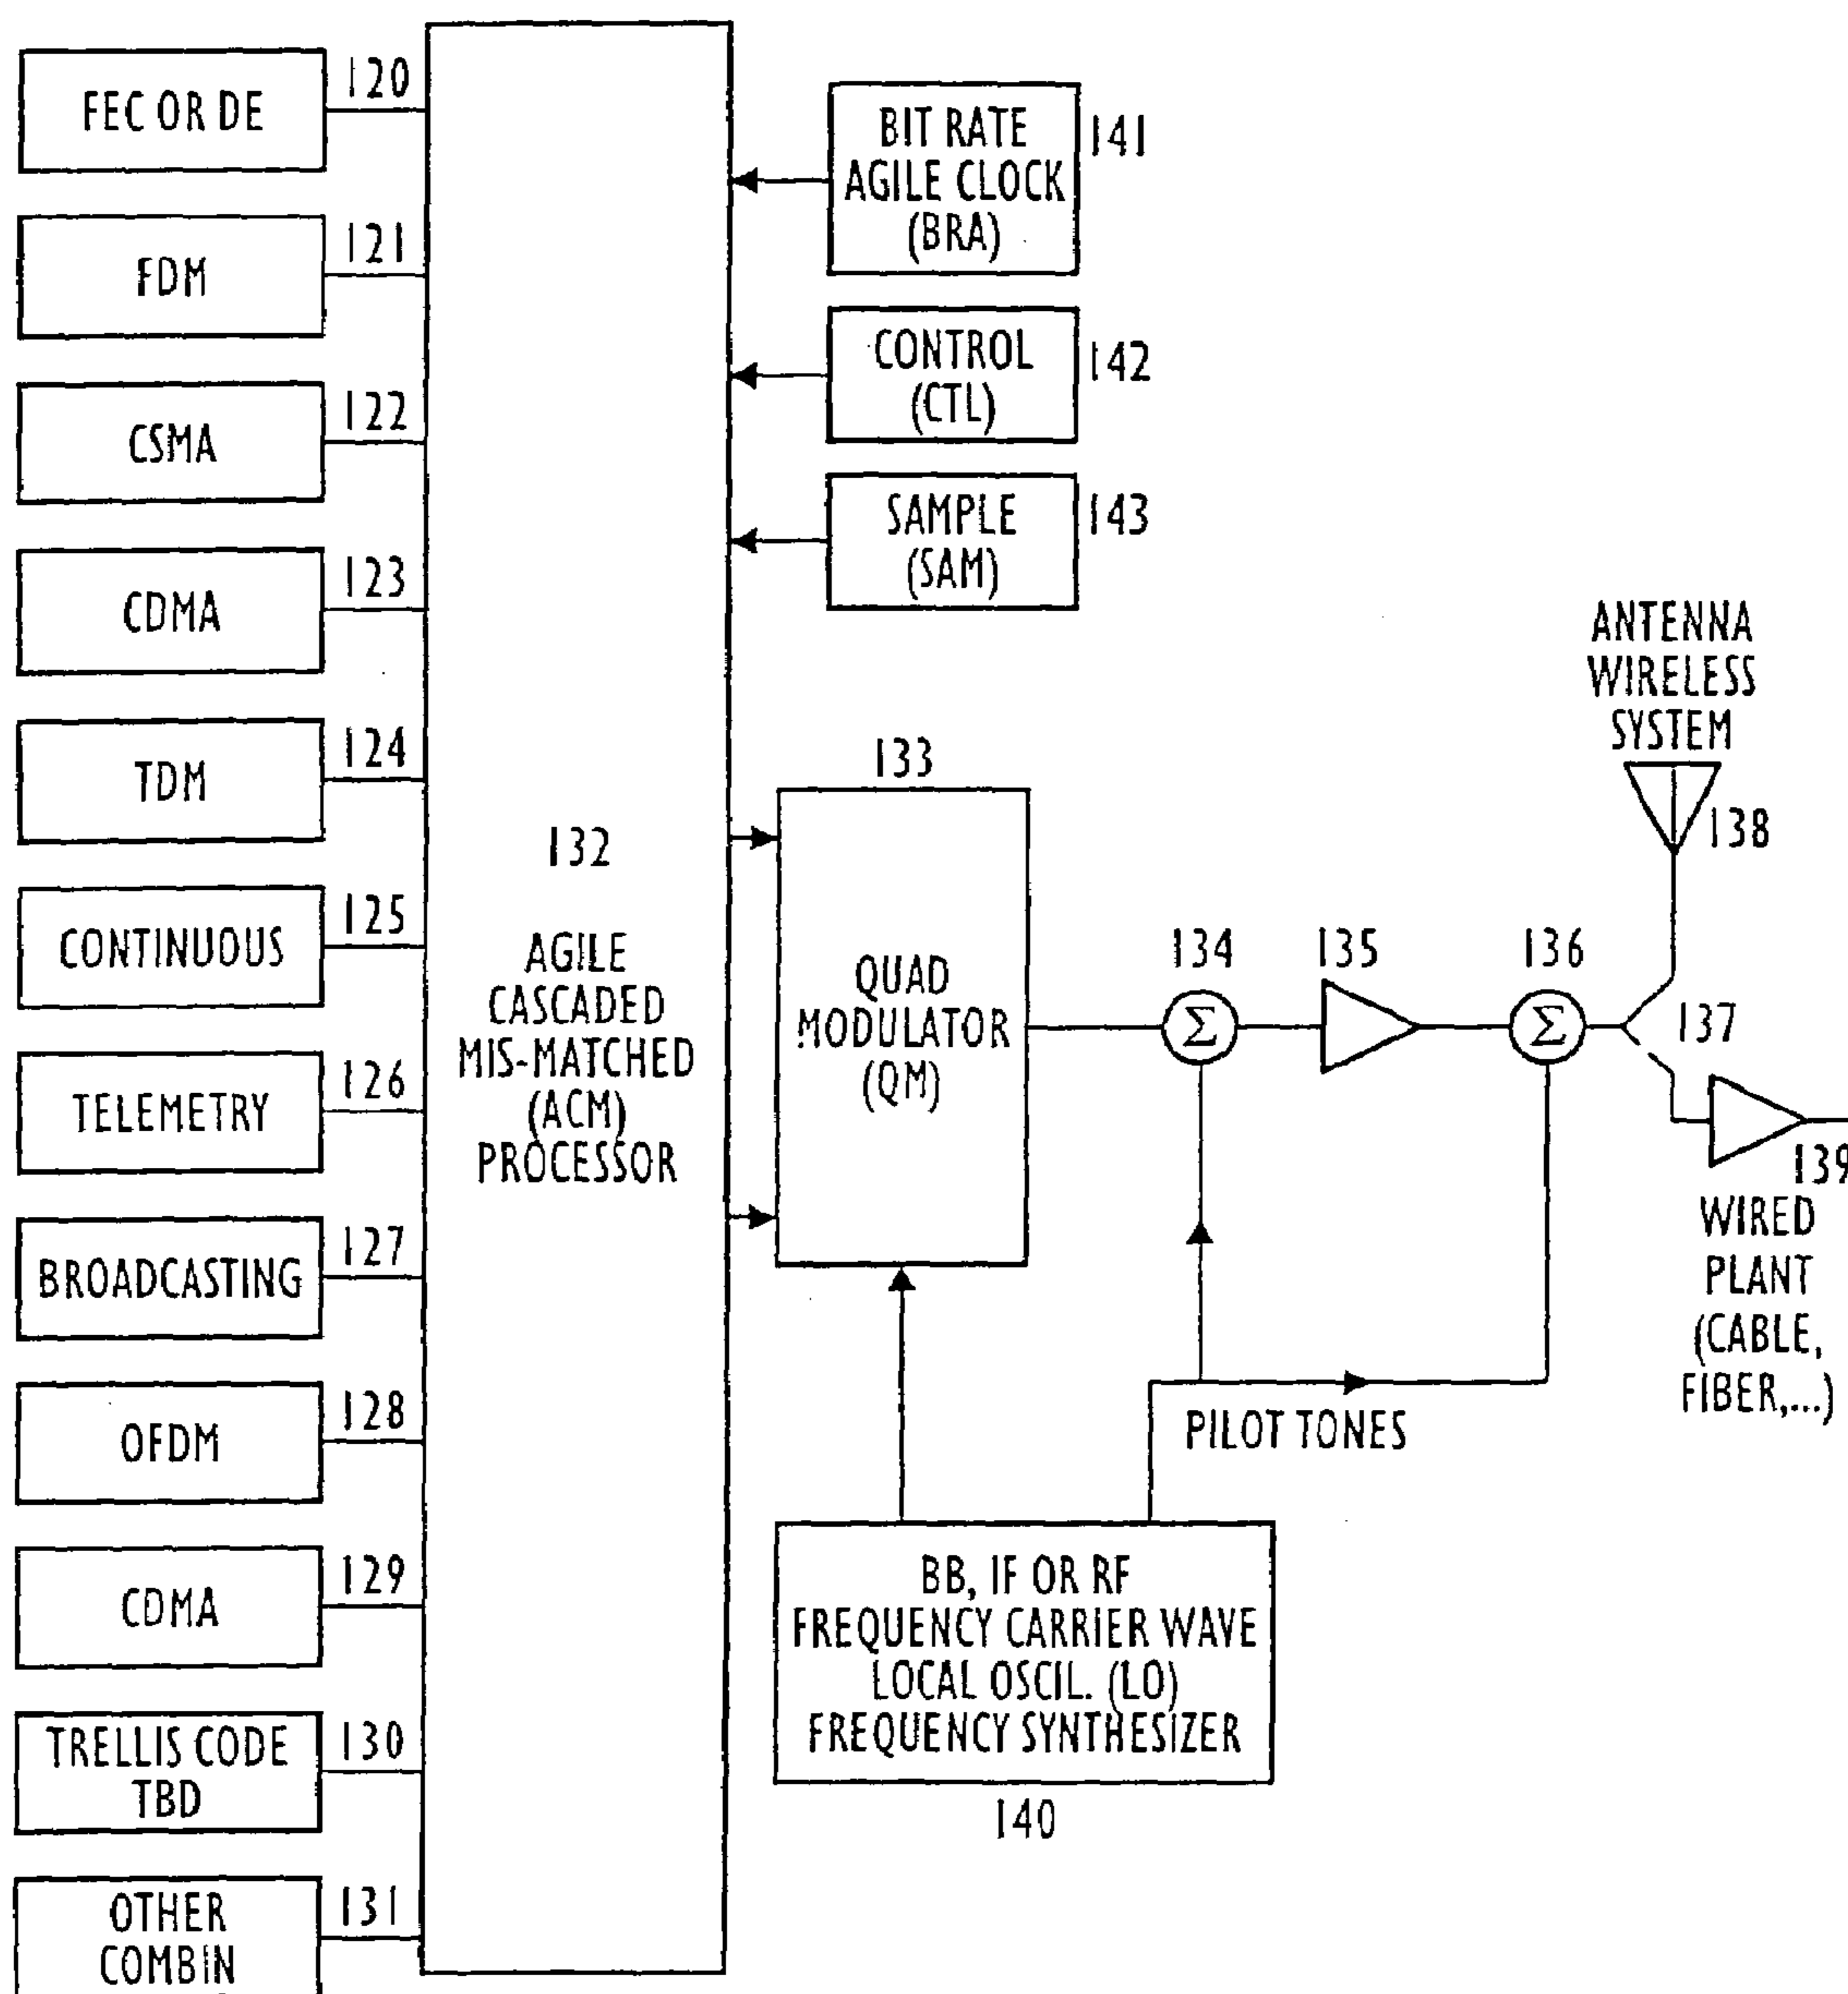 FEC OR DE
120
FDM
121
CSMA
122
CDMA
123
TDM
124
CONTINUOUS
125
TELEMETRY
126
BROADCASTING
127
OFDM
128
CDMA
129
TRELLIS CODE
TBD
130
OTHER
COMBIN
131
132
AGILE
CASCADED
MIS-MATCHED
(ACM)
PROCESSOR
BIT RATE
AGILE CLOCK
(BRA)
141
CONTROL
(CTL)
142
SAMPLE
(SAM)
143
133
QUAD
MODULATOR
(QM)
134
Σ
135
136
Σ
137
ANTENNA
WIRELESS
SYSTEM
138
139
WIRED
PLANT
(CABLE,
FIBER,...)
PILOT TONES
BB, IF OR RF
FREQUENCY CARRIER WAVE
LOCAL OSCIL. (LO)
FREQUENCY SYNTHESIZER
140